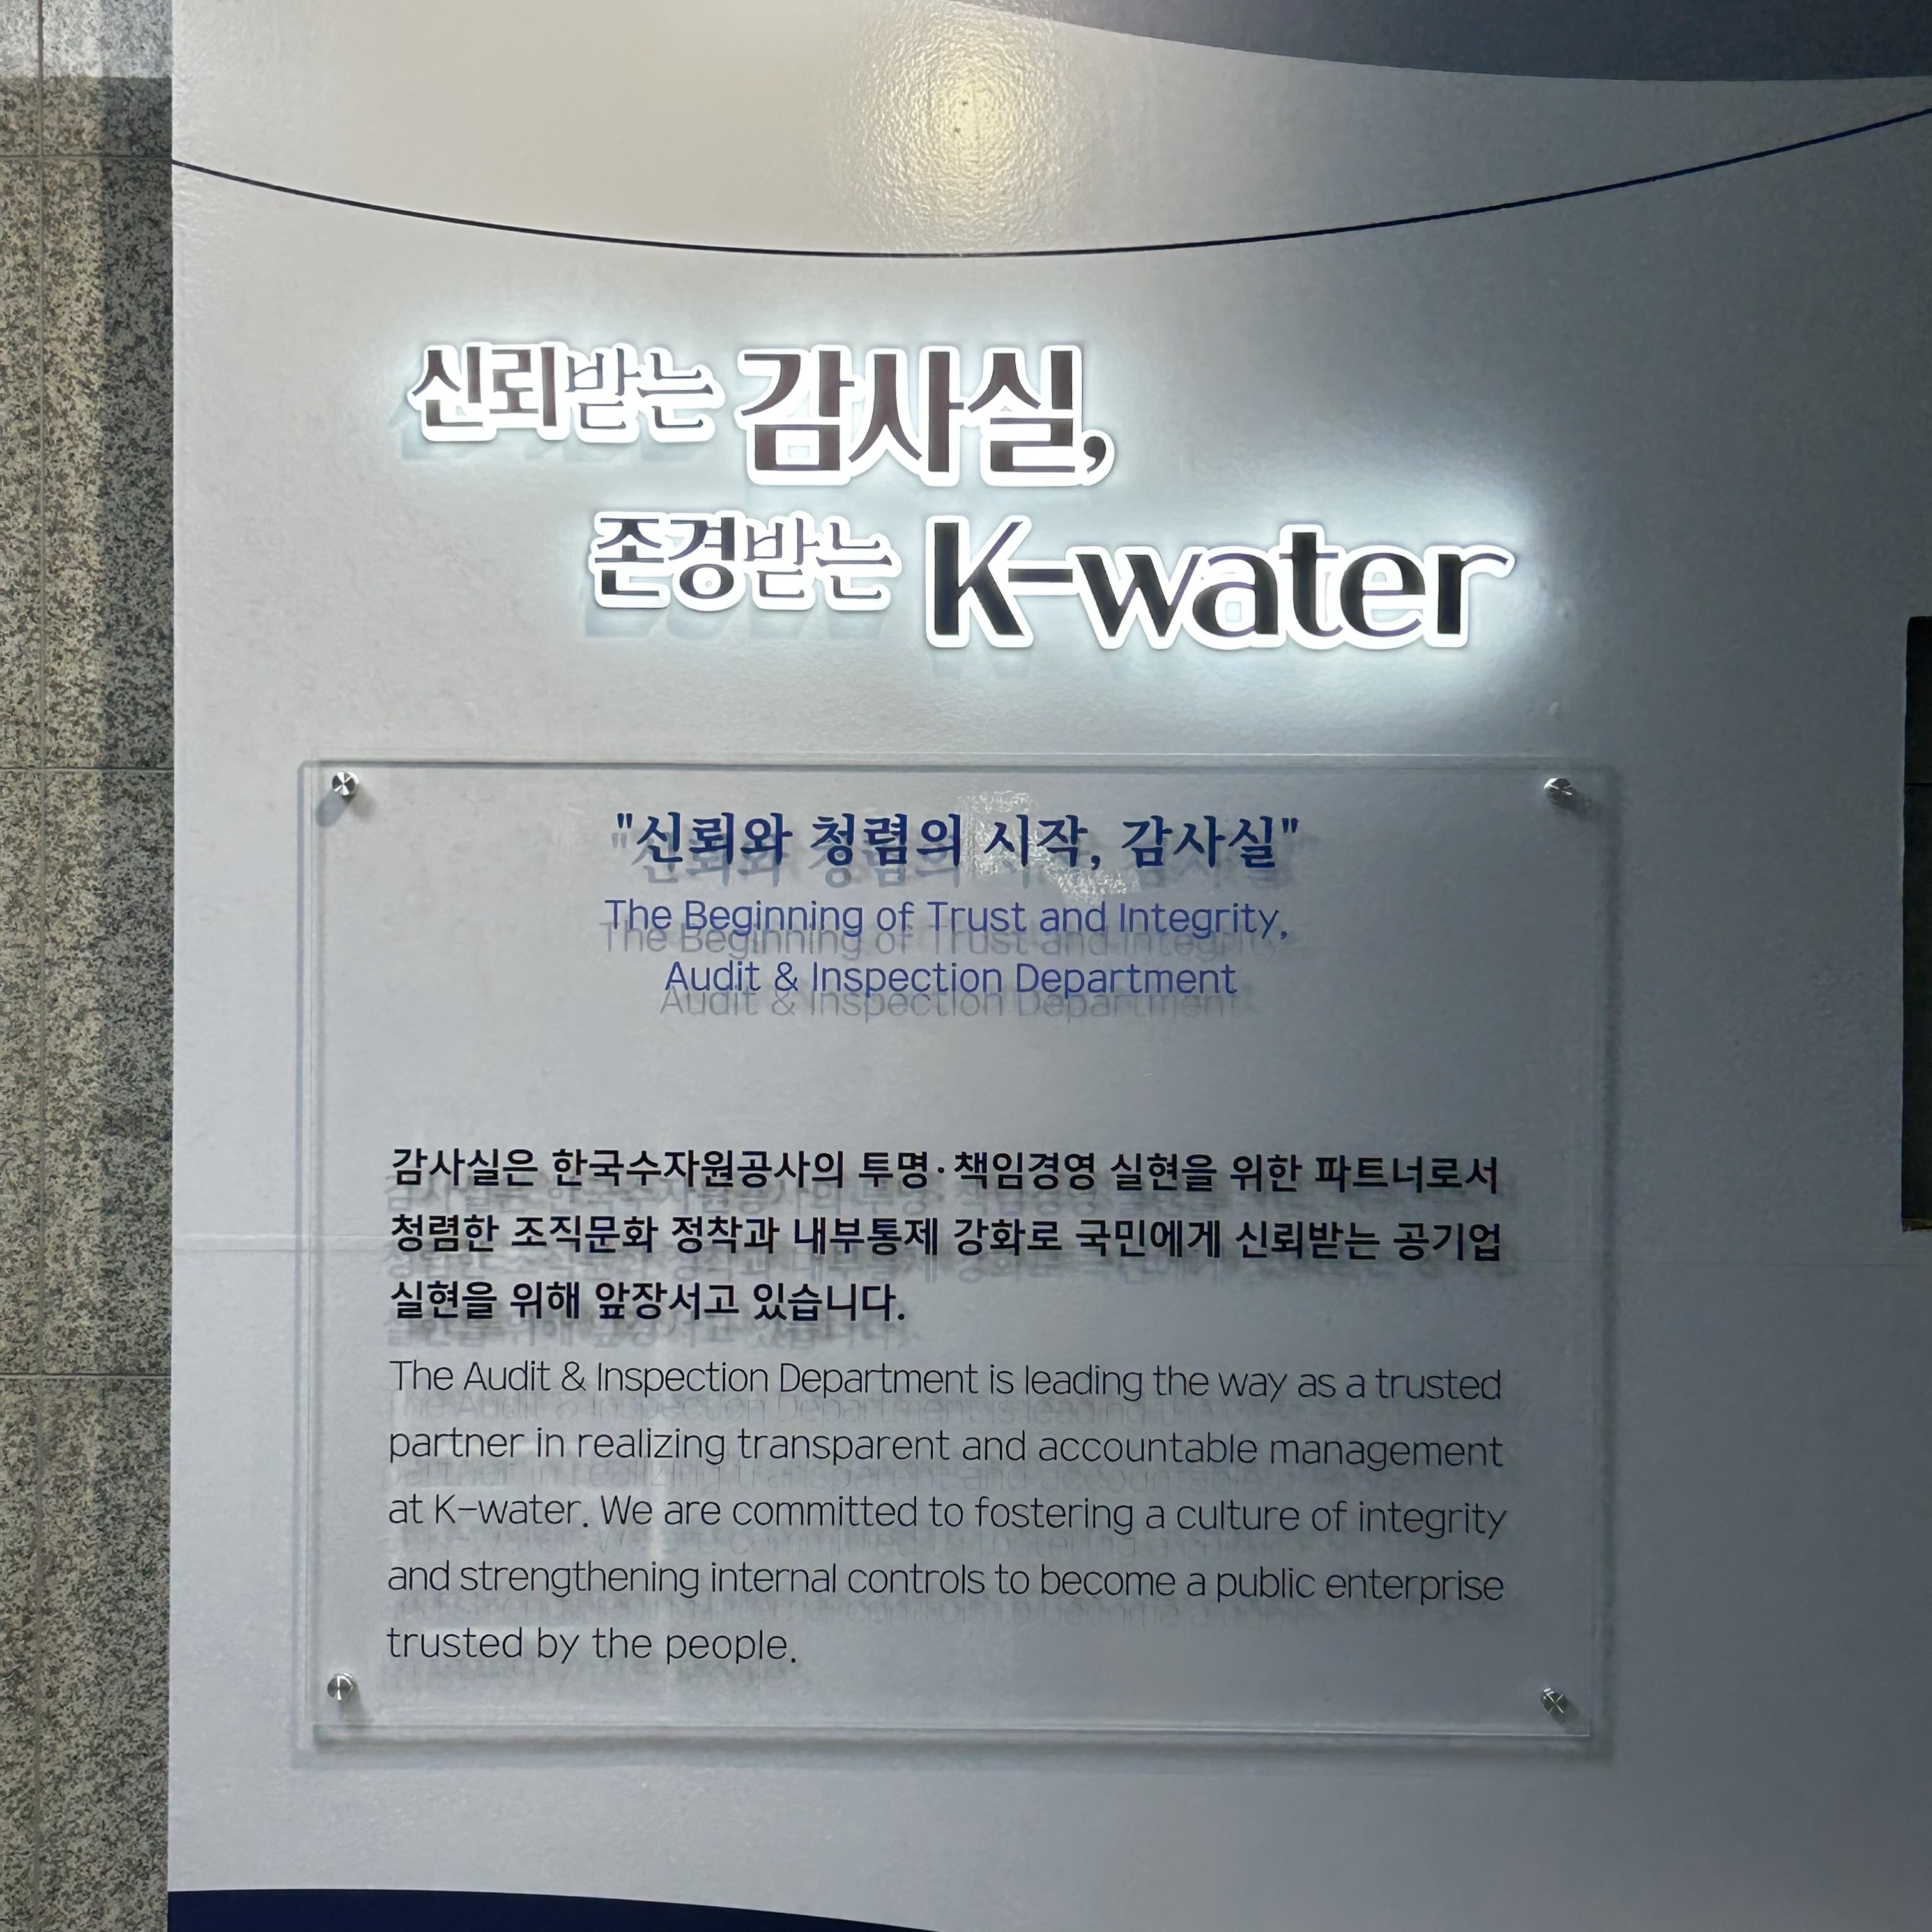 신뢰받는 감사실,
존경받는 K-water
"신뢰와 청렴의 시작, 감사실"
The Beginning of Trust and Integrity,
Audit & Inspection Department
감사실은 한국수자원공사의 투명·책임경영 실현을 위한 파트너로서
청렴한 조직문화 정착과 내부통제 강화로 국민에게 신뢰받는 공기업
실현을 위해 앞장서고 있습니다.
The Audit & Inspection Department is leading the way as a trusted
partner in realizing transparent and accountable management
at K-water. We are committed to fostering a culture of integrity
and strengthening internal controls to become a public enterprise
trusted by the people.